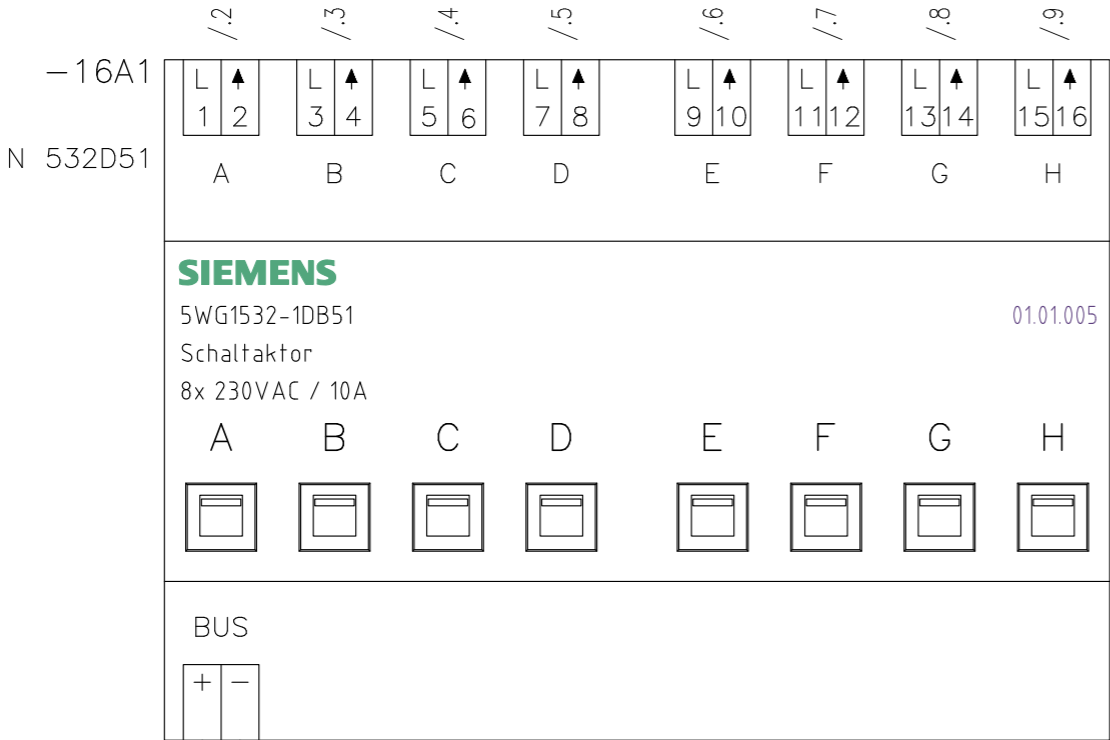 /.2 /.3 /.4 /.5 /.6 /.7 /.8 /.9
-16A1
L L L L L L L L
1 2 3 4 5 6 7 8 9 10 11 12 13 14 15 16
N 532D51
A B C D E F G H
SIEMENS
5WG1532-1DB51 01.01.005
Schaltaktor
8x 230VAC / 10A
A B C D E F G H
BUS
+ -